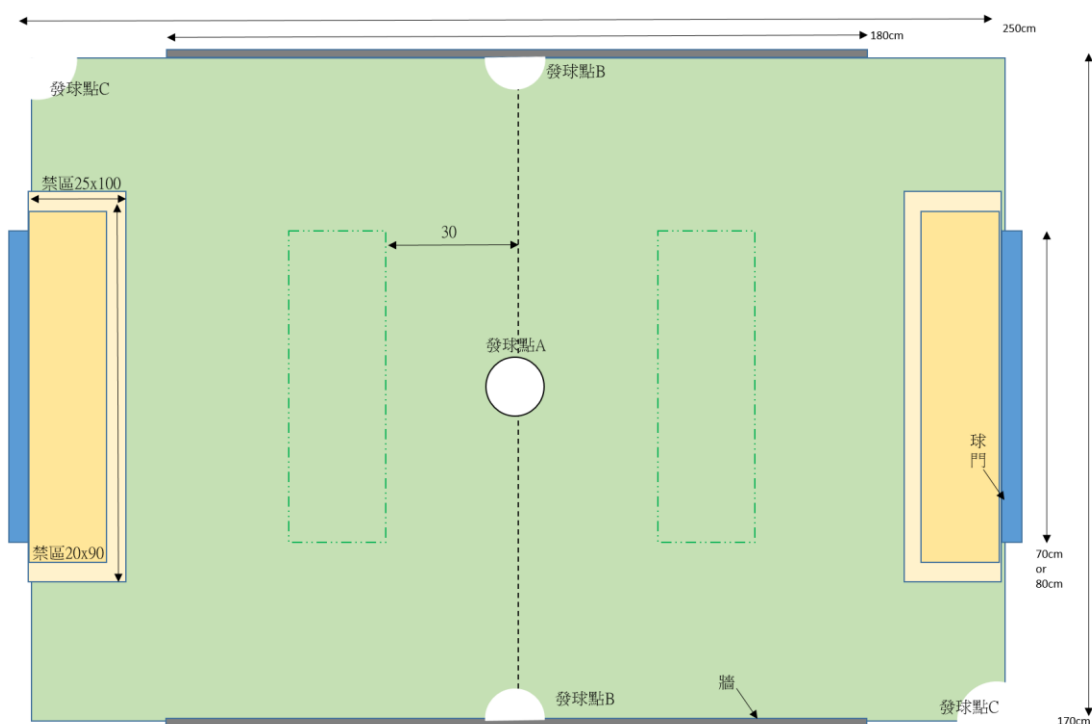 250cm
180cm
發球點B
發球點C
禁區25x100
30
發球點A
球
門
禁區20x90
70cm
or
80cm
牆
發球點B
發球點C
170cm